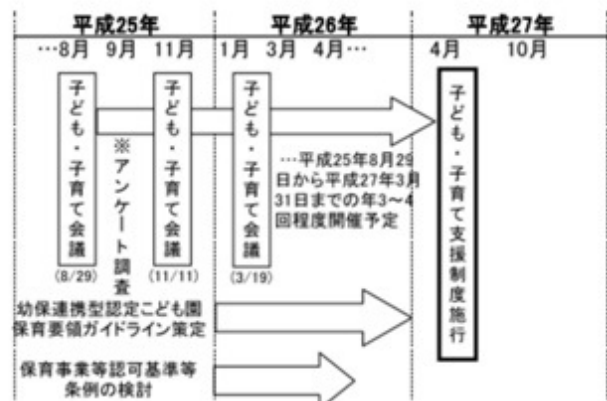 平成25年 平成26年 平成27年
…8月 9月 11月 1月 3月 4月… 4月 10月
子ども・子育て会議
(8/29)
※アンケート調査
子ども・子育て会議
(11/11)
子ども・子育て会議
(3/19)
…平成25年8月29
日から平成27年3月
31日までの年3~4
回程度開催予定
子ども・子育て支援制度施行
幼保連携型認定こども園
保育要領ガイドライン策定
保育事業等認可基準等
条例の検討